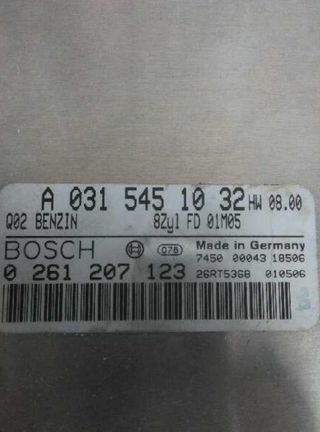 A 031 545 10 32 HW 08.00
Q02 BENZIN 8Zyl FD 01M05
BOSCH 076 Made in Germany
7450 00043 18506
0 261 207 123 26RT5368 010506